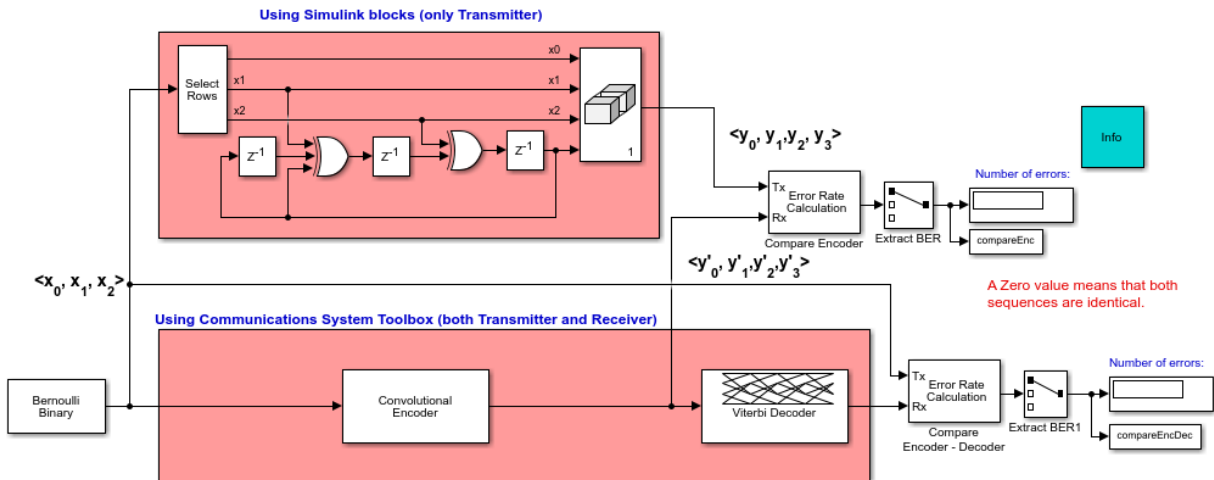 Using Simulink blocks (only Transmitter)
Select
Rows
x0
x1
x2
x0
x1
x2
1
Z-1
Z-1
Z-1
<y0, y1,y2, y3>
Info
Tx
Rx
Error Rate
Calculation
Compare Encoder
Extract BER
Number of errors:
compareEnc
<x0, x1, x2>
<y'0, y'1,y'2,y'3>
A Zero value means that both
sequences are identical.
Using Communications System Toolbox (both Transmitter and Receiver)
Bernoulli
Binary
Convolutional
Encoder
Viterbi Decoder
Tx
Rx
Error Rate
Calculation
Compare
Encoder - Decoder
Extract BER1
Number of errors:
compareEncDec